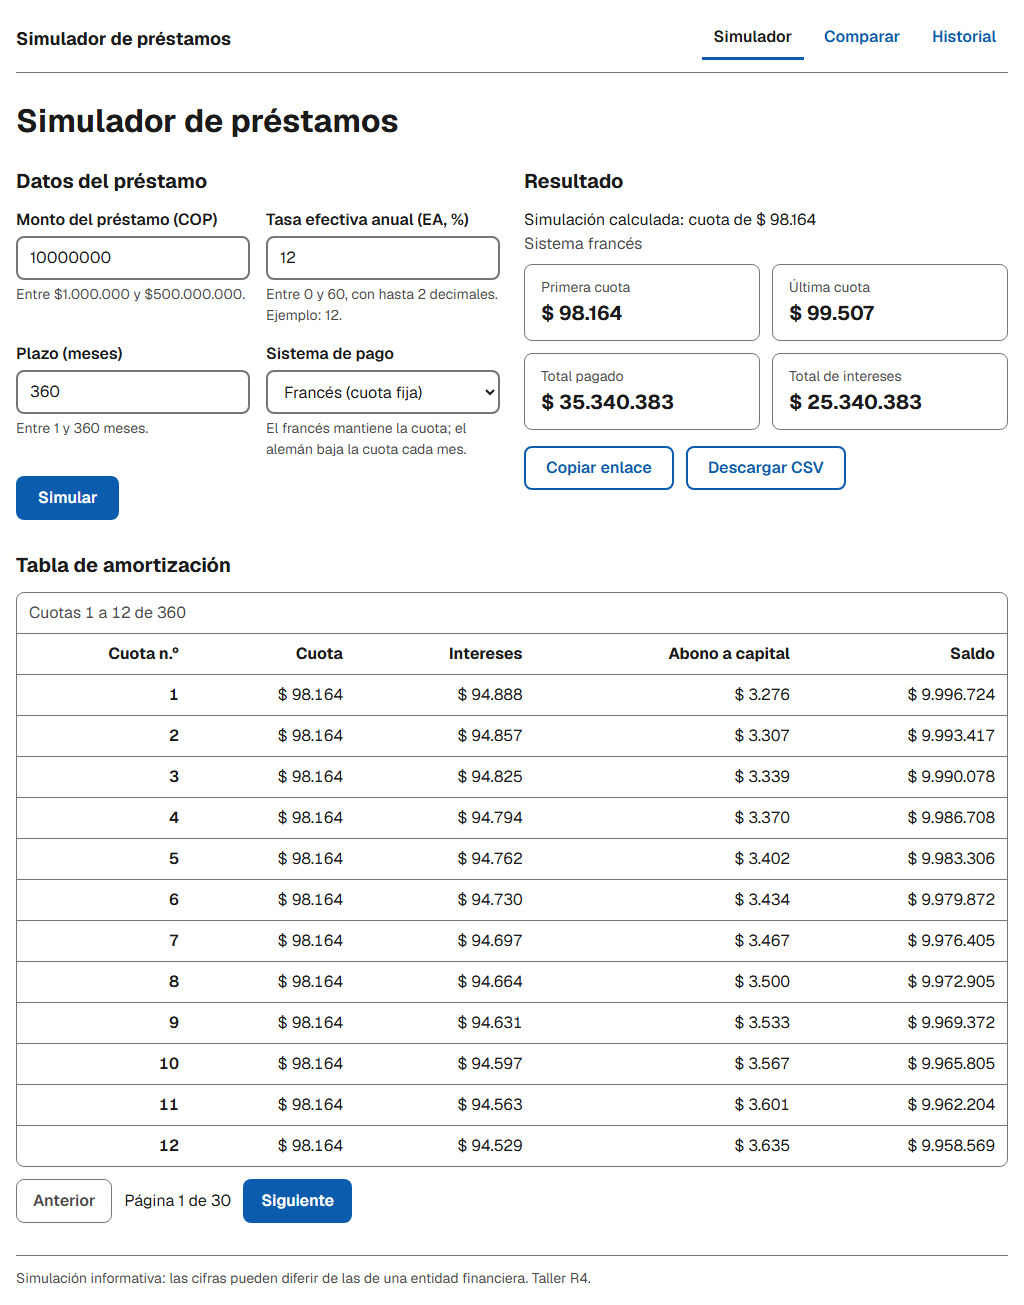 Simulador de préstamos
Simulador Comparar Historial
Simulador de préstamos
Datos del préstamo
Monto del préstamo (COP)
10000000
Entre $1.000.000 y $500.000.000.
Tasa efectiva anual (EA, %)
12
Entre 0 y 60, con hasta 2 decimales.
Ejemplo: 12.
Plazo (meses)
360
Entre 1 y 360 meses.
Sistema de pago
Francés (cuota fija)
El francés mantiene la cuota; el
alemán baja la cuota cada mes.
Simular
Resultado
Simulación calculada: cuota de $ 98.164
Sistema francés
Primera cuota
$ 98.164
Última cuota
$ 99.507
Total pagado
$ 35.340.383
Total de intereses
$ 25.340.383
Copiar enlace Descargar CSV
Tabla de amortización
Cuotas 1 a 12 de 360
Cuota n.º Cuota Intereses Abono a capital Saldo
1 $ 98.164 $ 94.888 $ 3.276 $ 9.996.724
2 $ 98.164 $ 94.857 $ 3.307 $ 9.993.417
3 $ 98.164 $ 94.825 $ 3.339 $ 9.990.078
4 $ 98.164 $ 94.794 $ 3.370 $ 9.986.708
5 $ 98.164 $ 94.762 $ 3.402 $ 9.983.306
6 $ 98.164 $ 94.730 $ 3.434 $ 9.979.872
7 $ 98.164 $ 94.697 $ 3.467 $ 9.976.405
8 $ 98.164 $ 94.664 $ 3.500 $ 9.972.905
9 $ 98.164 $ 94.631 $ 3.533 $ 9.969.372
10 $ 98.164 $ 94.597 $ 3.567 $ 9.965.805
11 $ 98.164 $ 94.563 $ 3.601 $ 9.962.204
12 $ 98.164 $ 94.529 $ 3.635 $ 9.958.569
Anterior Página 1 de 30 Siguiente
Simulación informativa: las cifras pueden diferir de las de una entidad financiera. Taller R4.